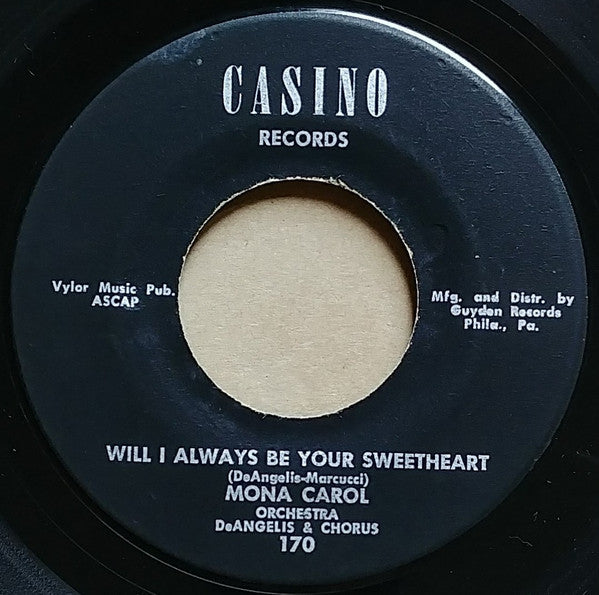 CASINO
RECORDS
Vylor Music Pub.
ASCAP
Mfg. and Distr. by
Guyden Records
Phila., Pa.
WILL I ALWAYS BE YOUR SWEETHEART
(DeAngelis-Marcucci)
MONA CAROL
ORCHESTRA
DeANGELIS & CHORUS
170